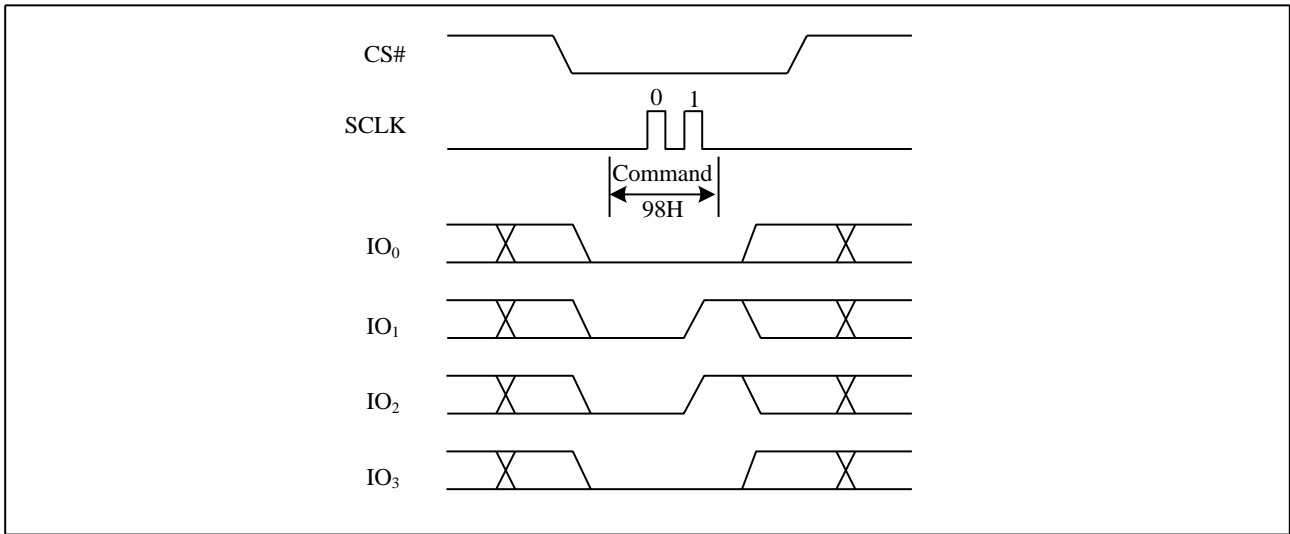 CS#
0 1
SCLK
Command
98H
IO0
IO1
IO2
IO3